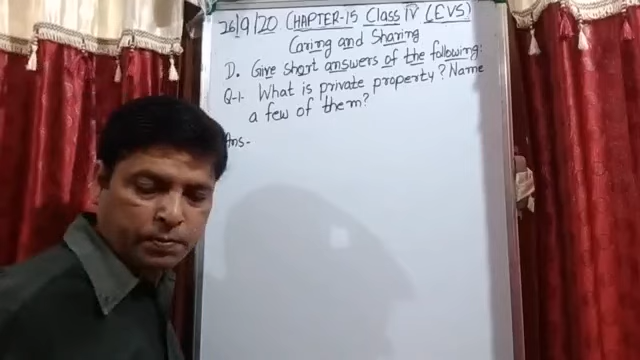 26/9/20 CHAPTER-15 Class IV (EVS)
Caring and Sharing
D. Give short answers of the following:
Q-1. What is private property? Name
a few of them?
Ans-